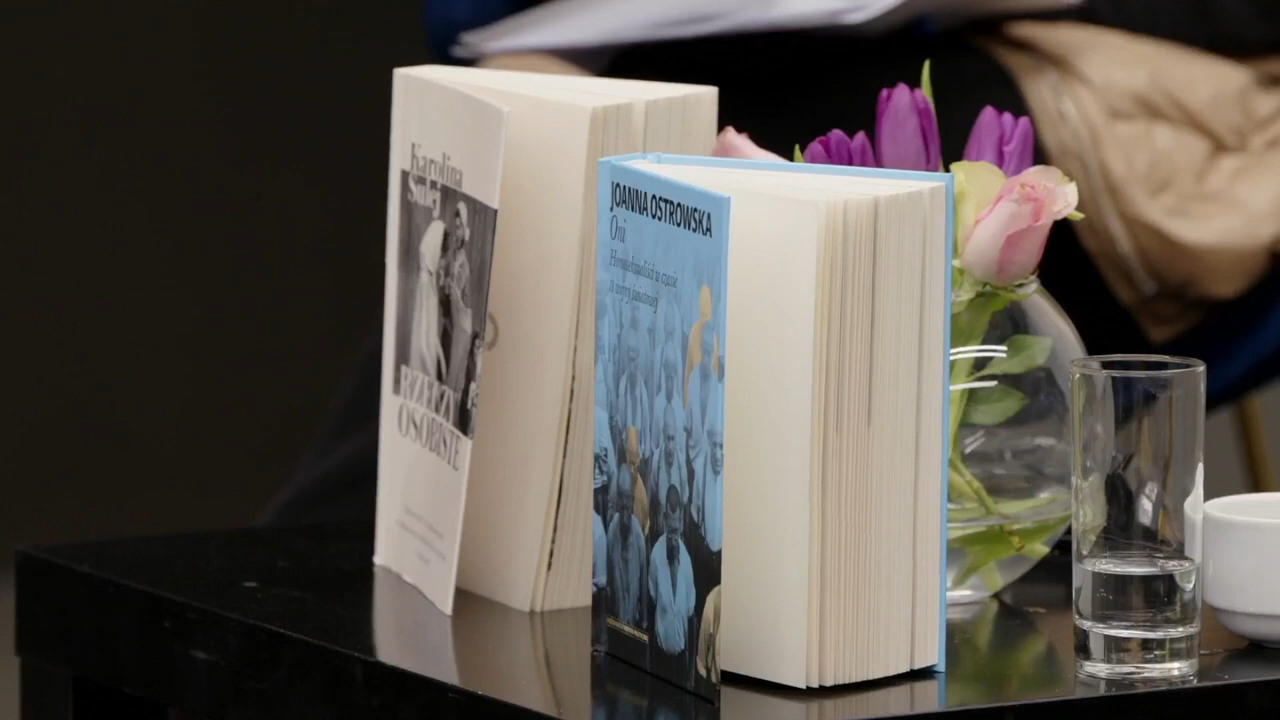 Karolina
Sulej
RZECZY
OSOBISTE
JOANNA OSTROWSKA
Oni
Homoseksualiści w czasie
II wojny światowej